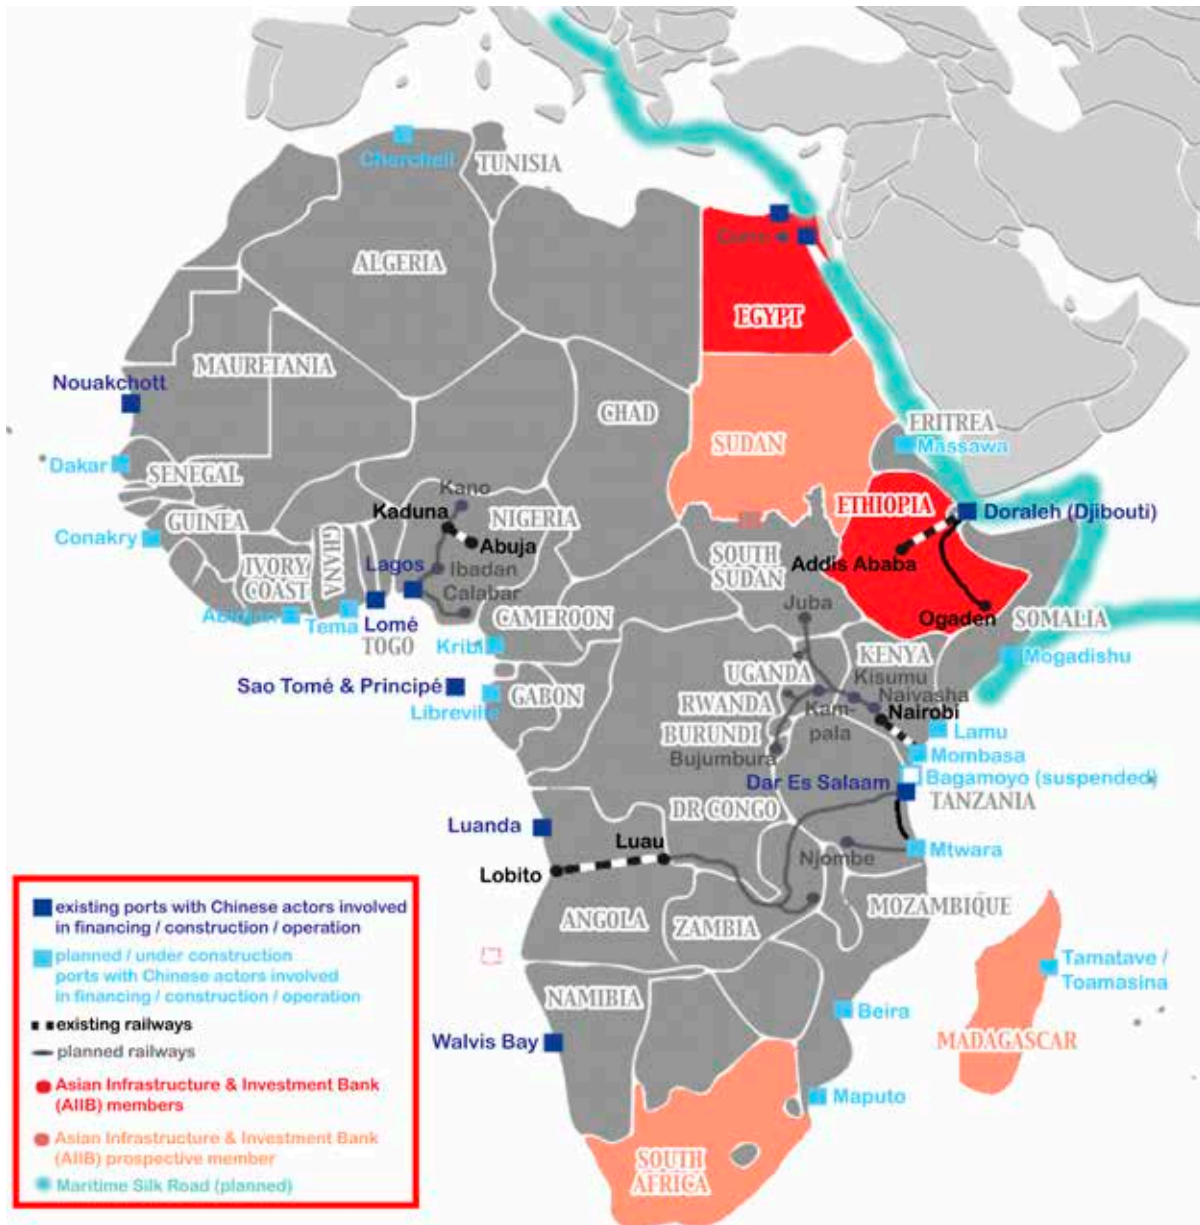 Cherchell
TUNISIA
ALGERIA
Cairo
EGYPT
MAURETANIA
Nouakchott
CHAD
SUDAN
ERITREA
Massawa
Dakar
SENEGAL
Kano
Kaduna
NIGERIA
ETHIOPIA
Doraleh (Djibouti)
GUINEA
Conakry
GHANA
Abuja
Lagos
Ibadan
IVORY
COAST
Calabar
SOUTH
SUDAN
Addis Ababa
Juba
Ogaden
SOMALIA
Abidjan
Tema
Lomé
TOGO
CAMEROON
Kribi
KENYA
Mogadishu
UGANDA
Kisumu
Naivasha
Nairobi
Sao Tomé & Principé
GABON
Libreville
RWANDA
Kam-
pala
Lamu
BURUNDI
Bujumbura
Mombasa
Bagamoyo (suspended)
Dar Es Salaam
TANZANIA
DR CONGO
Luanda
Luau
Lobito
Njombe
Mtwara
ANGOLA
ZAMBIA
MOZAMBIQUE
Tamatave /
Toamasina
NAMIBIA
Beira
Walvis Bay
MADAGASCAR
Maputo
SOUTH
AFRICA
existing ports with Chinese actors involved
in financing / construction / operation
planned / under construction
ports with Chinese actors involved
in financing / construction / operation
existing railways
planned railways
Asian Infrastructure & Investment Bank
(AIIB) members
Asian Infrastructure & Investment Bank
(AIIB) prospective member
Maritime Silk Road (planned)